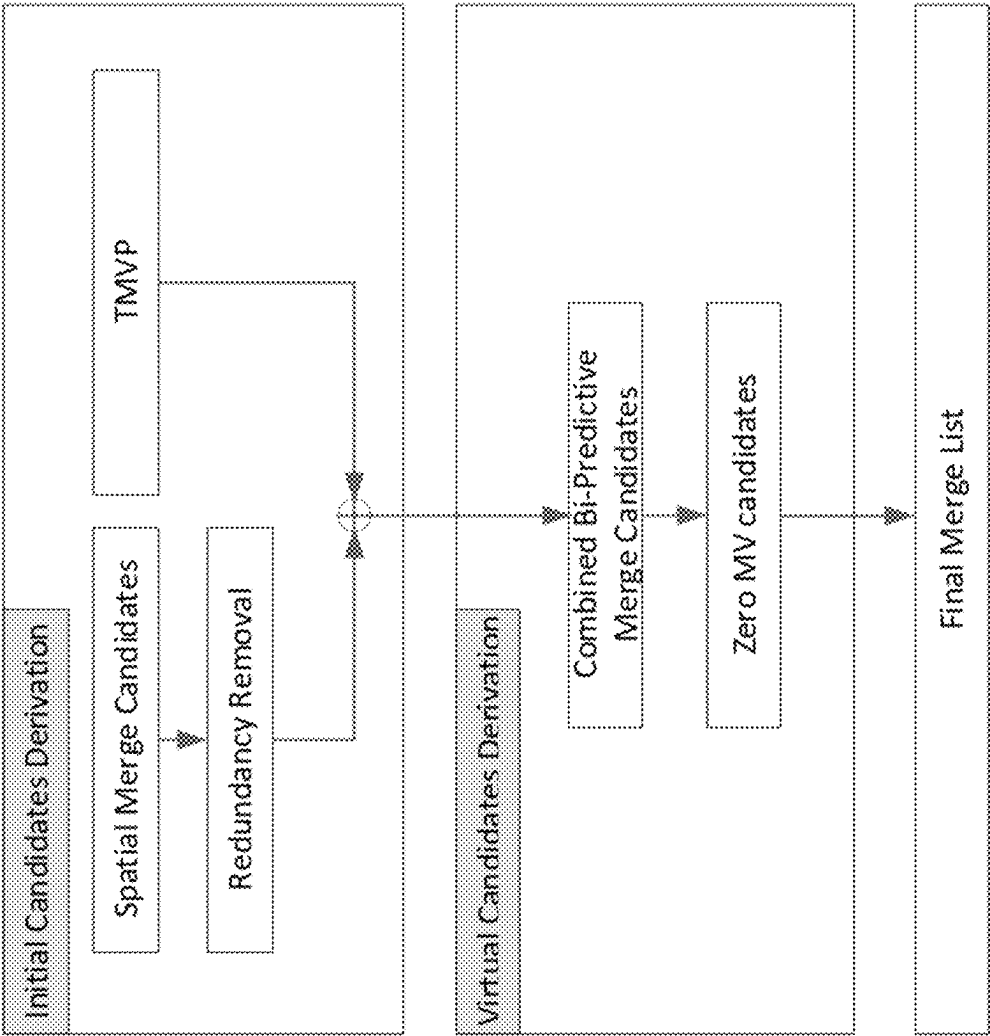 Initial Candidates Derivation
Spatial Merge Candidates
TMVP
Redundancy Removal
Virtual Candidates Derivation
Combined Bi-Predictive
Merge Candidates
Zero MV candidates
Final Merge List